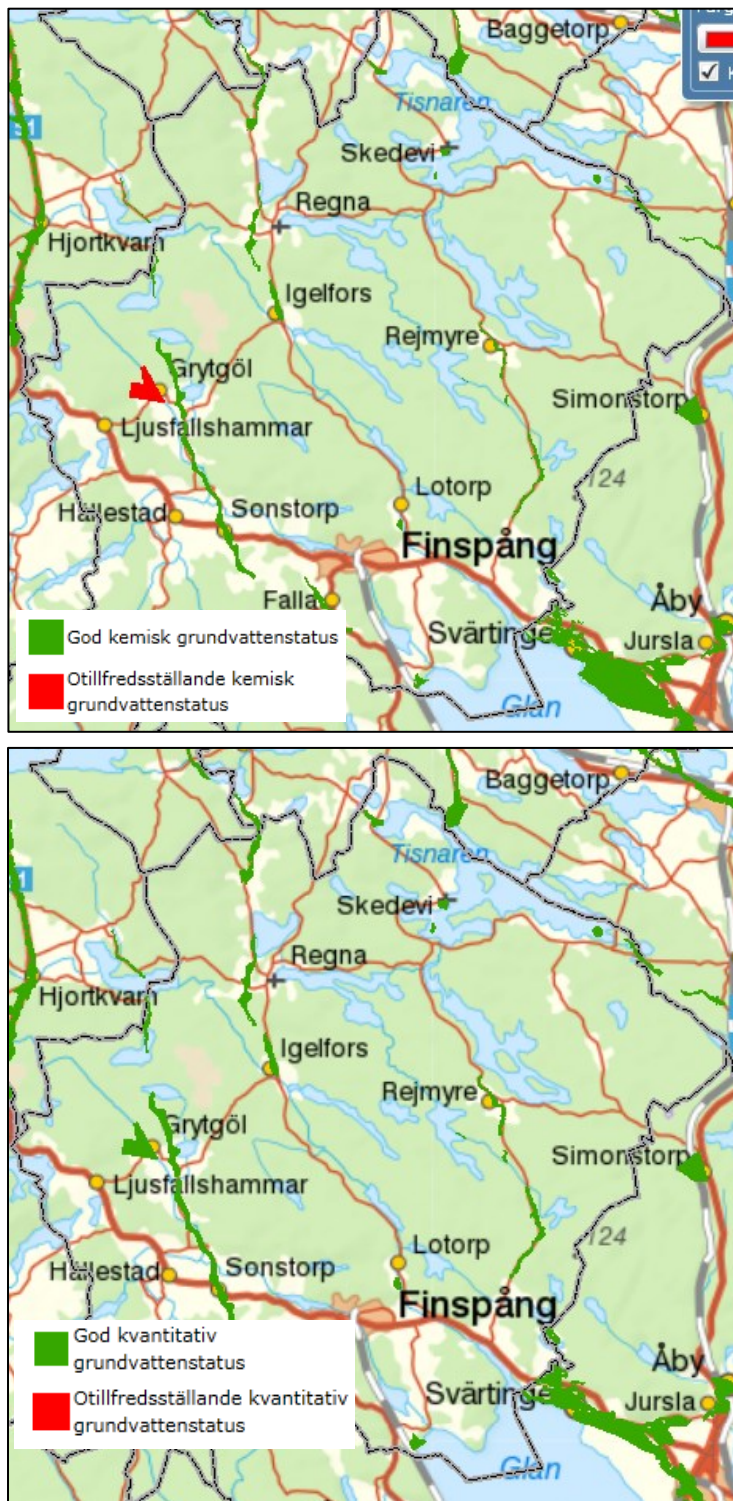 Baggetorp
Tisnaren
Skedevi
51
Regna
Hjortkvarn
Igelfors
Rejmyre
Grytgöl
Simonstorp
Ljusfallshammar
124
Lotorp
Hällestad
Sonstorp
Finspång
Falla
Åby
God kemisk grundvattenstatus
Svärtinge
Jursla
Otillfredsställande kemisk
grundvattenstatus
Glan
Baggetorp
Tisnaren
Skedevi
Regna
Hjortkvarn
Igelfors
Rejmyre
Grytgöl
Simonstorp
Ljusfallshammar
124
Lotorp
Hällestad
Sonstorp
Finspång
God kvantitativ
grundvattenstatus
Åby
Svärtinge
Jursla
Otillfredsställande kvantitativ
grundvattenstatus
Glan